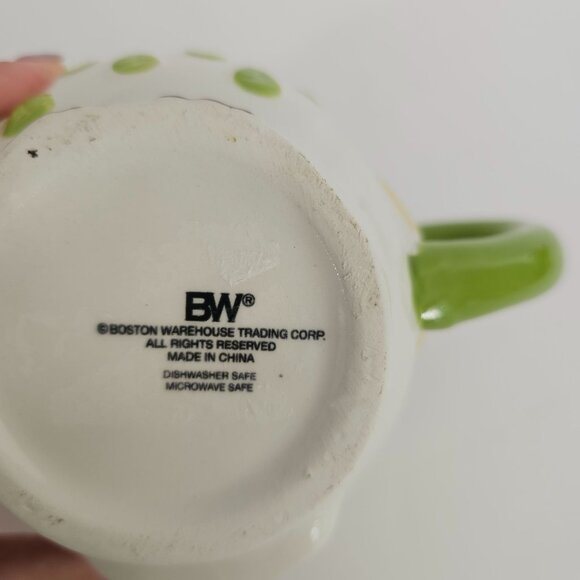 BW®
©BOSTON WAREHOUSE TRADING CORP.
ALL RIGHTS RESERVED
MADE IN CHINA
DISHWASHER SAFE
MICROWAVE SAFE